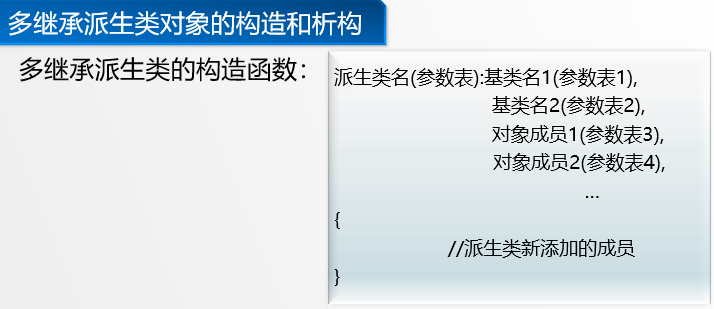 多继承派生类对象的构造和析构
多继承派生类的构造函数：
派生类名(参数表):基类名1(参数表1),
基类名2(参数表2),
对象成员1(参数表3),
对象成员2(参数表4),
...
{
//派生类新添加的成员
}